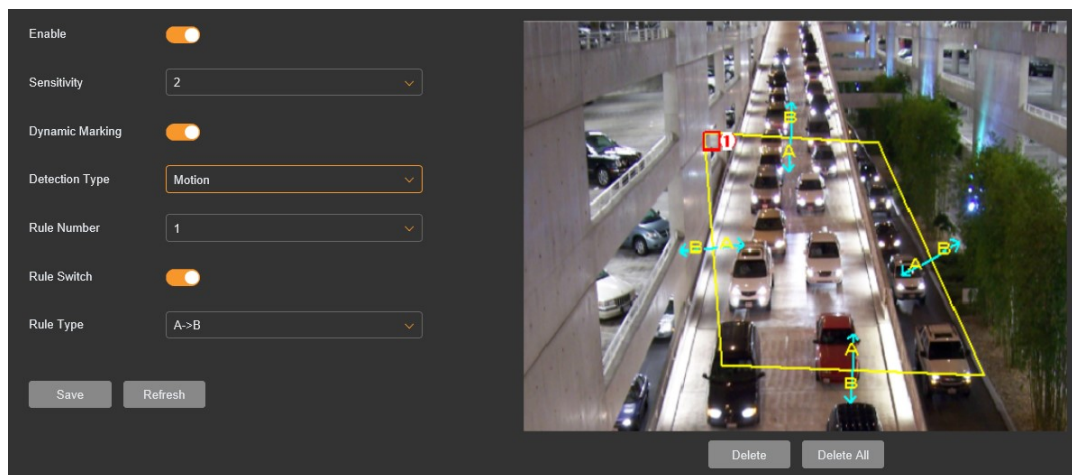 Enable
Sensitivity
2
Dynamic Marking
Detection Type
Motion
Rule Number
1
Rule Switch
Rule Type
A->B
Save
Refresh
1
B
A
B
A
A
B
A
B
Delete
Delete All